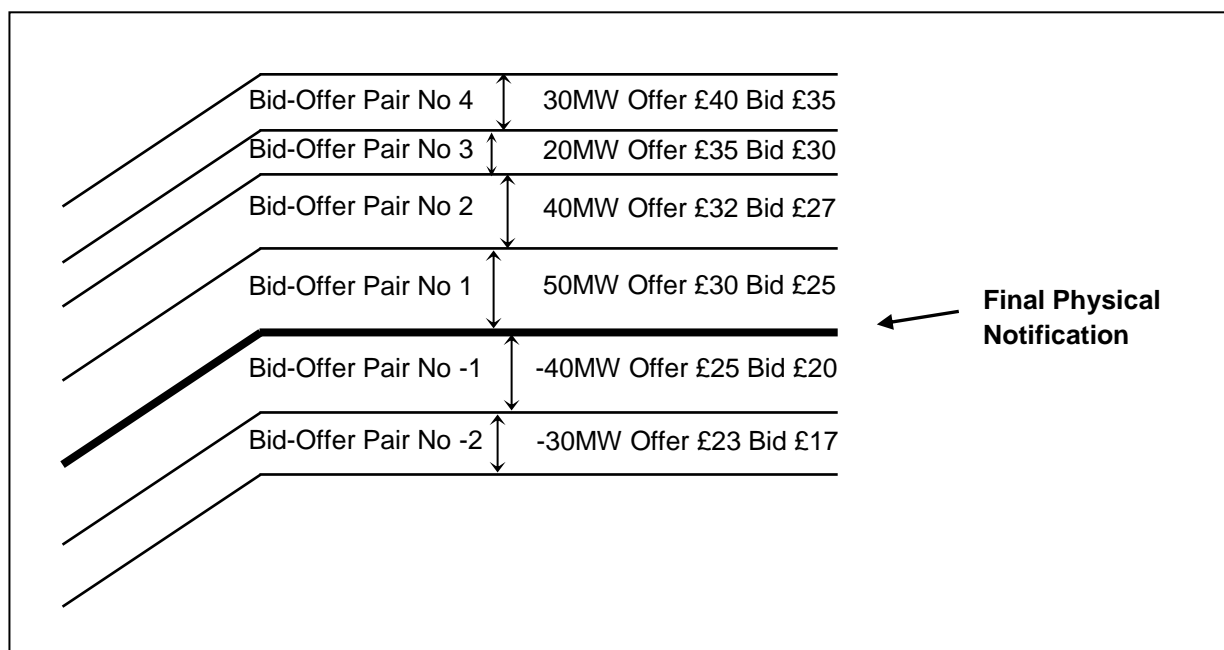 Bid-Offer Pair No 4 30MW Offer £40 Bid £35
Bid-Offer Pair No 3 20MW Offer £35 Bid £30
Bid-Offer Pair No 2 40MW Offer £32 Bid £27
Bid-Offer Pair No 1 50MW Offer £30 Bid £25
Final Physical
Notification
Bid-Offer Pair No -1 -40MW Offer £25 Bid £20
Bid-Offer Pair No -2 -30MW Offer £23 Bid £17